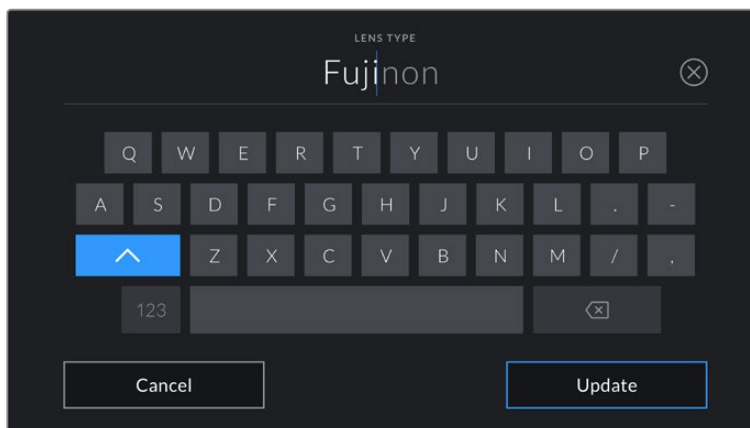 LENS TYPE
Fujinon
Q W E R T Y U I O P
A S D F G H J K L . -
Z X C V B N M / ,
123
Cancel Update